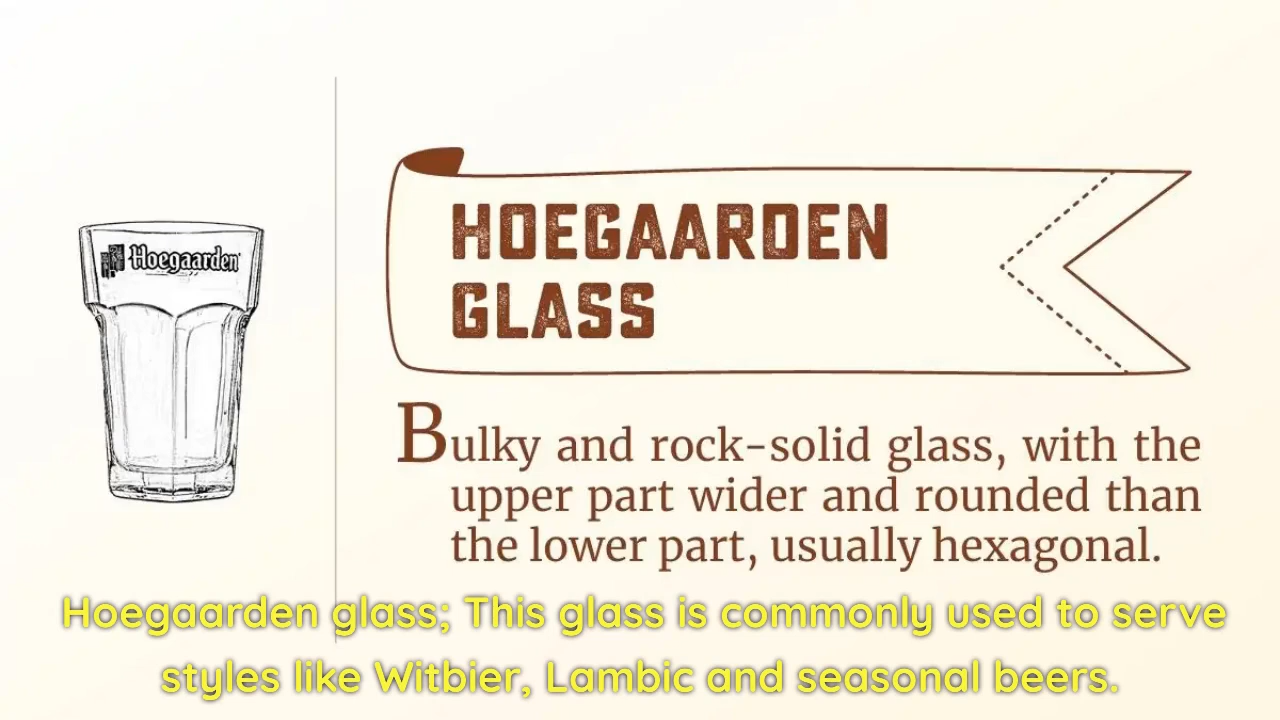 Hoegaarden
HOEGAARDEN
GLASS
Bulky and rock-solid glass, with the
upper part wider and rounded than
the lower part, usually hexagonal.
Hoegaarden glass; This glass is commonly used to serve
styles like Witbier, Lambic and seasonal beers.